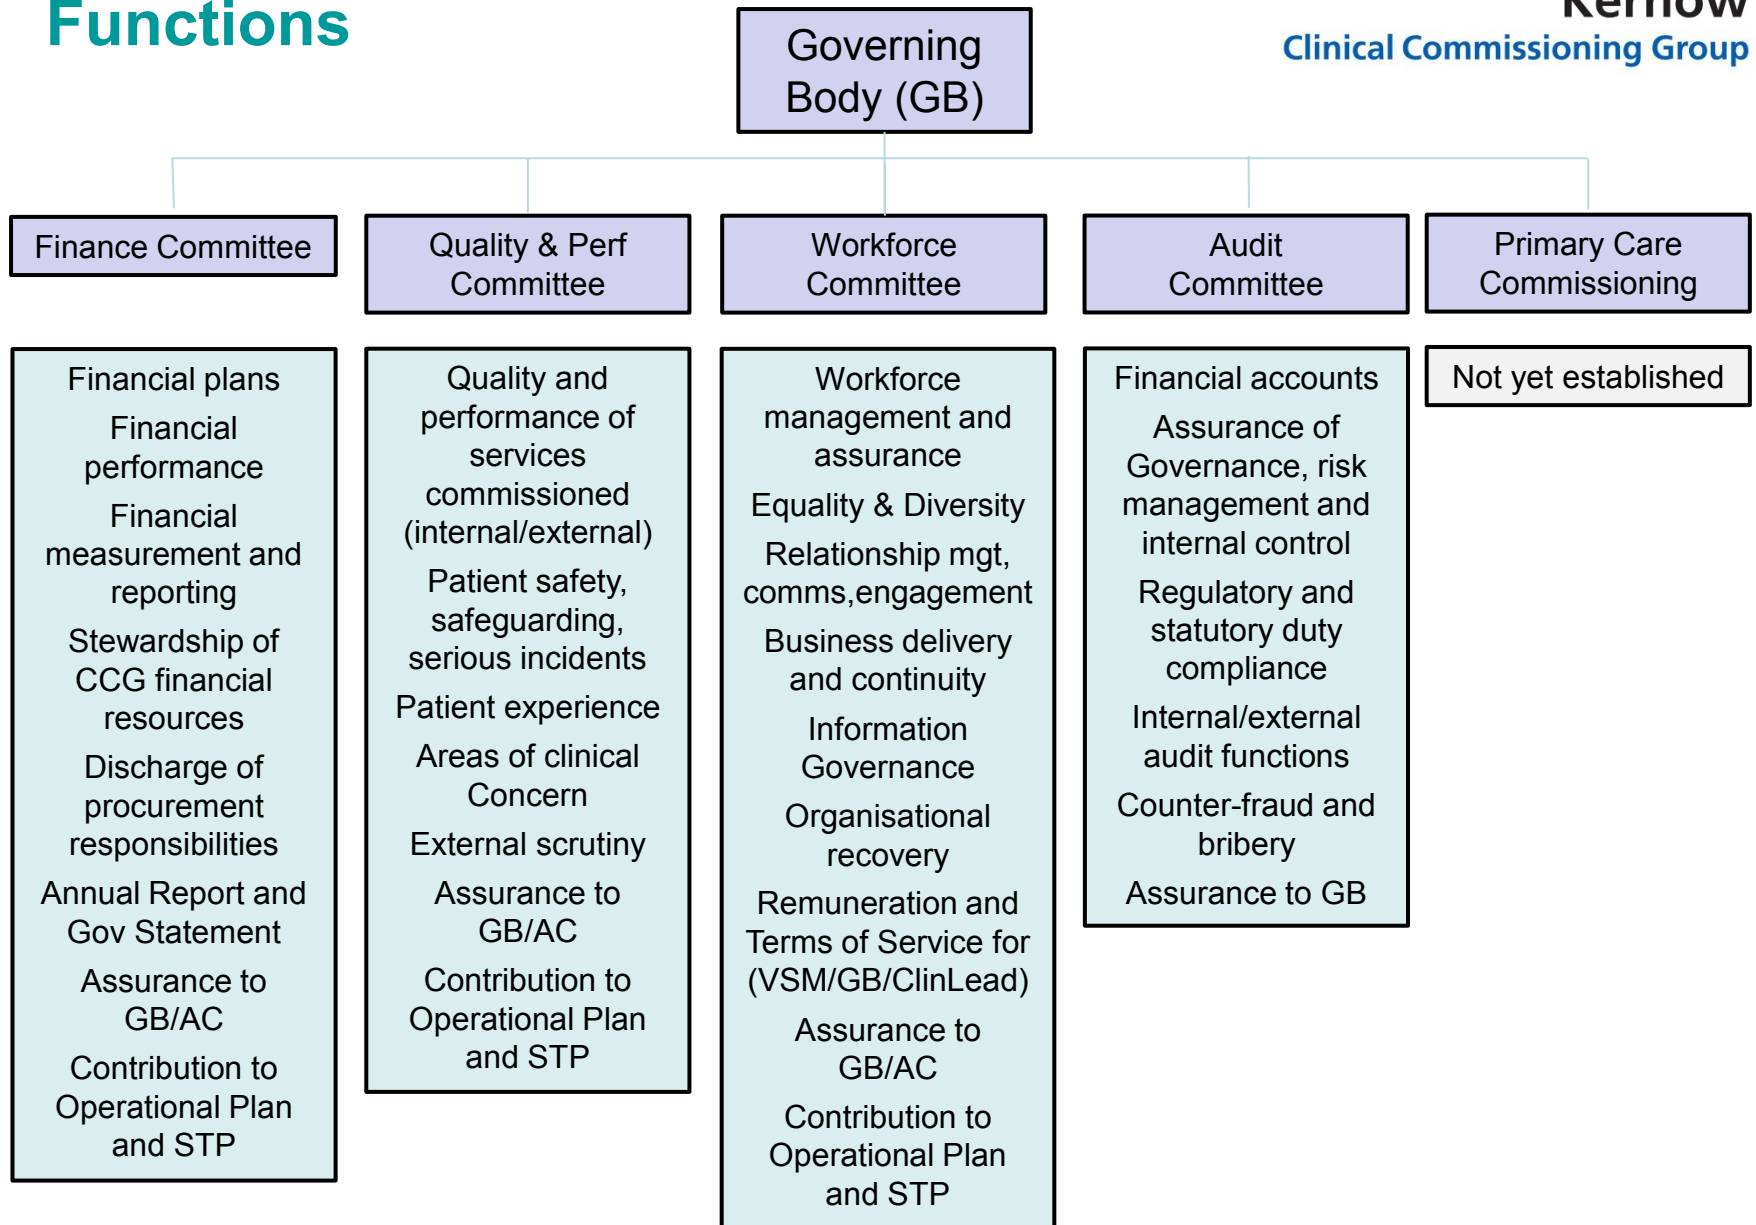 Functions
Kernow
Clinical Commissioning Group
Governing
Body (GB)
Finance Committee
Quality & Perf
Committee
Workforce
Committee
Audit
Committee
Primary Care
Commissioning
Financial plans
Financial
performance
Financial
measurement and
reporting
Stewardship of
CCG financial
resources
Discharge of
procurement
responsibilities
Annual Report and
Gov Statement
Assurance to
GB/AC
Contribution to
Operational Plan
and STP
Quality and
performance of
services
commissioned
(internal/external)
Patient safety,
safeguarding,
serious incidents
Patient experience
Areas of clinical
Concern
External scrutiny
Assurance to
GB/AC
Contribution to
Operational Plan
and STP
Workforce
management and
assurance
Equality & Diversity
Relationship mgt,
comms,engagement
Business delivery
and continuity
Information
Governance
Organisational
recovery
Remuneration and
Terms of Service for
(VSM/GB/ClinLead)
Assurance to
GB/AC
Contribution to
Operational Plan
and STP
Financial accounts
Assurance of
Governance, risk
management and
internal control
Regulatory and
statutory duty
compliance
Internal/external
audit functions
Counter-fraud and
bribery
Assurance to GB
Not yet established